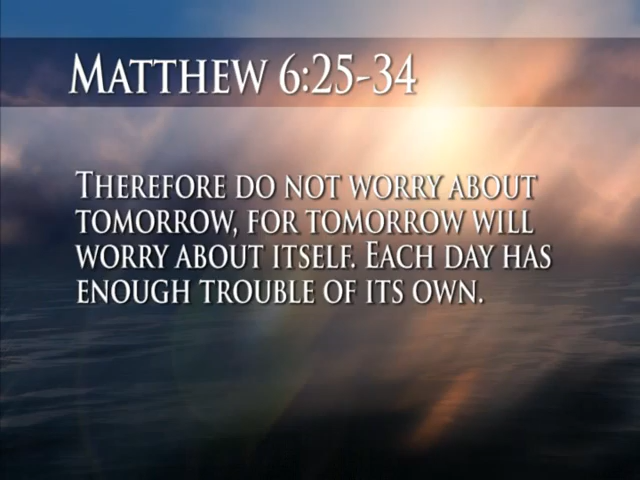 Matthew 6:25-34
Therefore do not worry about
tomorrow, for tomorrow will
worry about itself. Each day has
enough trouble of its own.